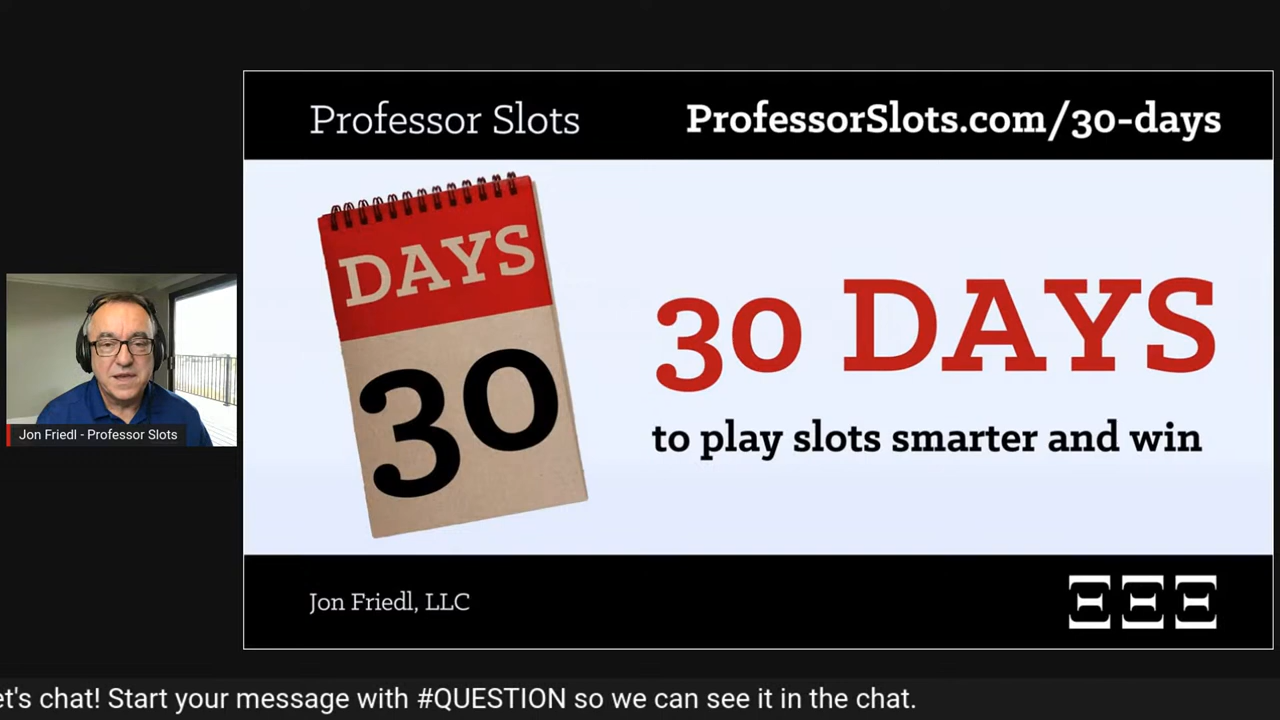 Professor Slots
ProfessorSlots.com/30-days
DAYS
30
30 DAYS
to play slots smarter and win
Jon Friedl - Professor Slots
Jon Friedl, LLC
et's chat! Start your message with #QUESTION so we can see it in the chat.